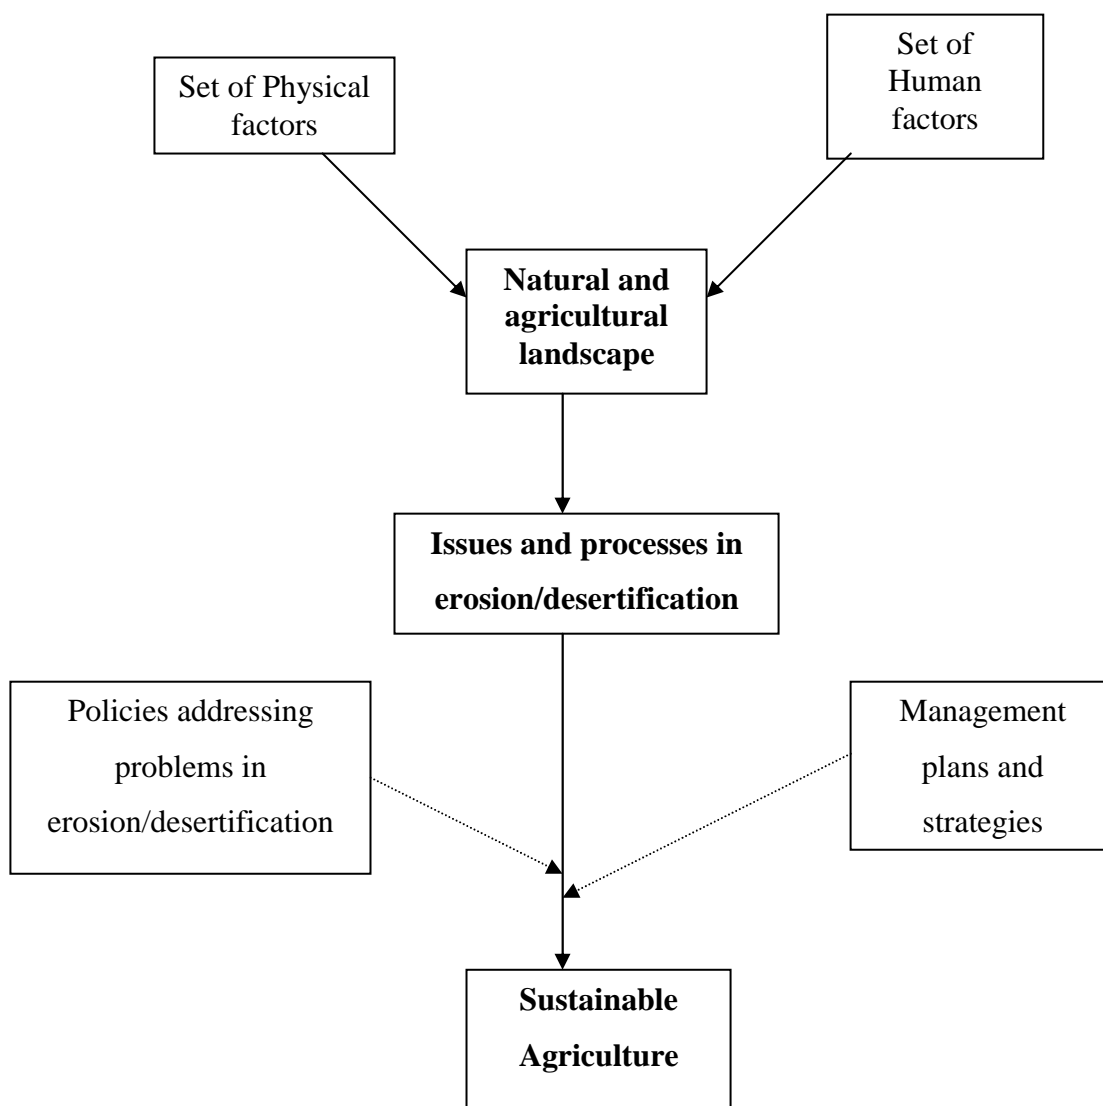 Set of Physical
factors
Set of
Human
factors
Natural and
agricultural
landscape
Issues and processes in
erosion/desertification
Policies addressing
problems in
erosion/desertification
Management
plans and
strategies
Sustainable
Agriculture